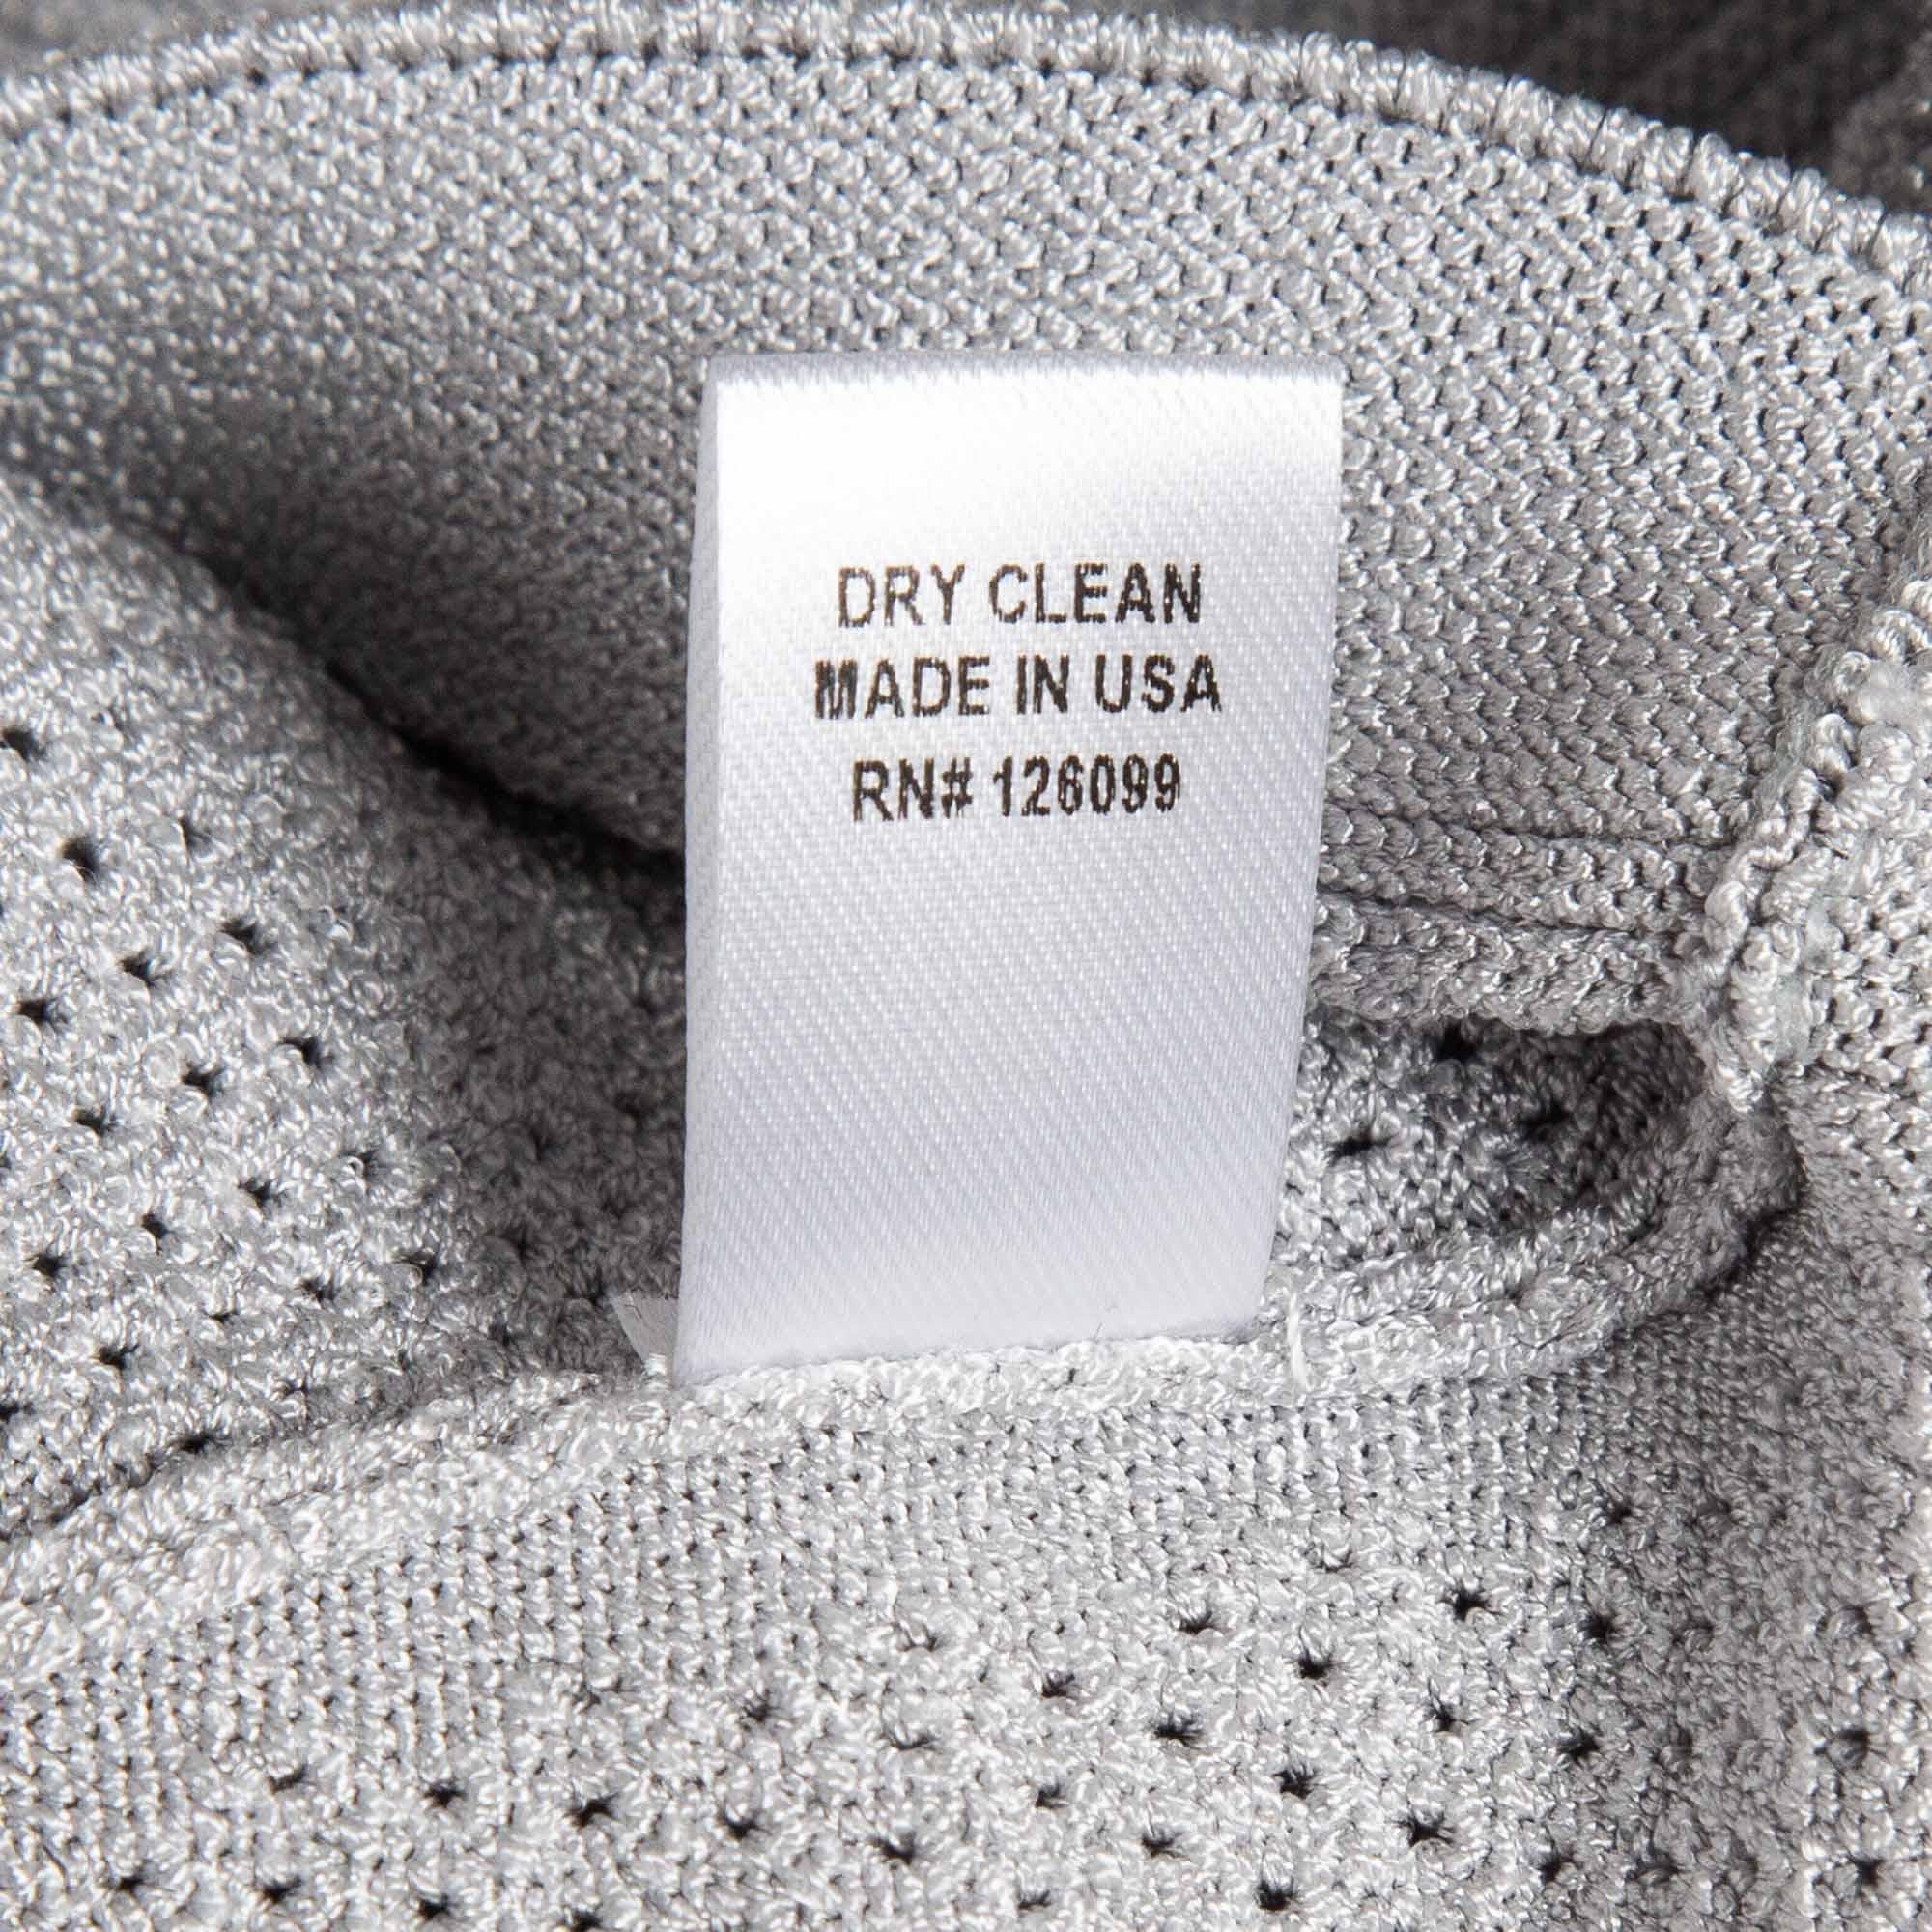 DRY CLEAN
MADE IN USA
RN# 126099